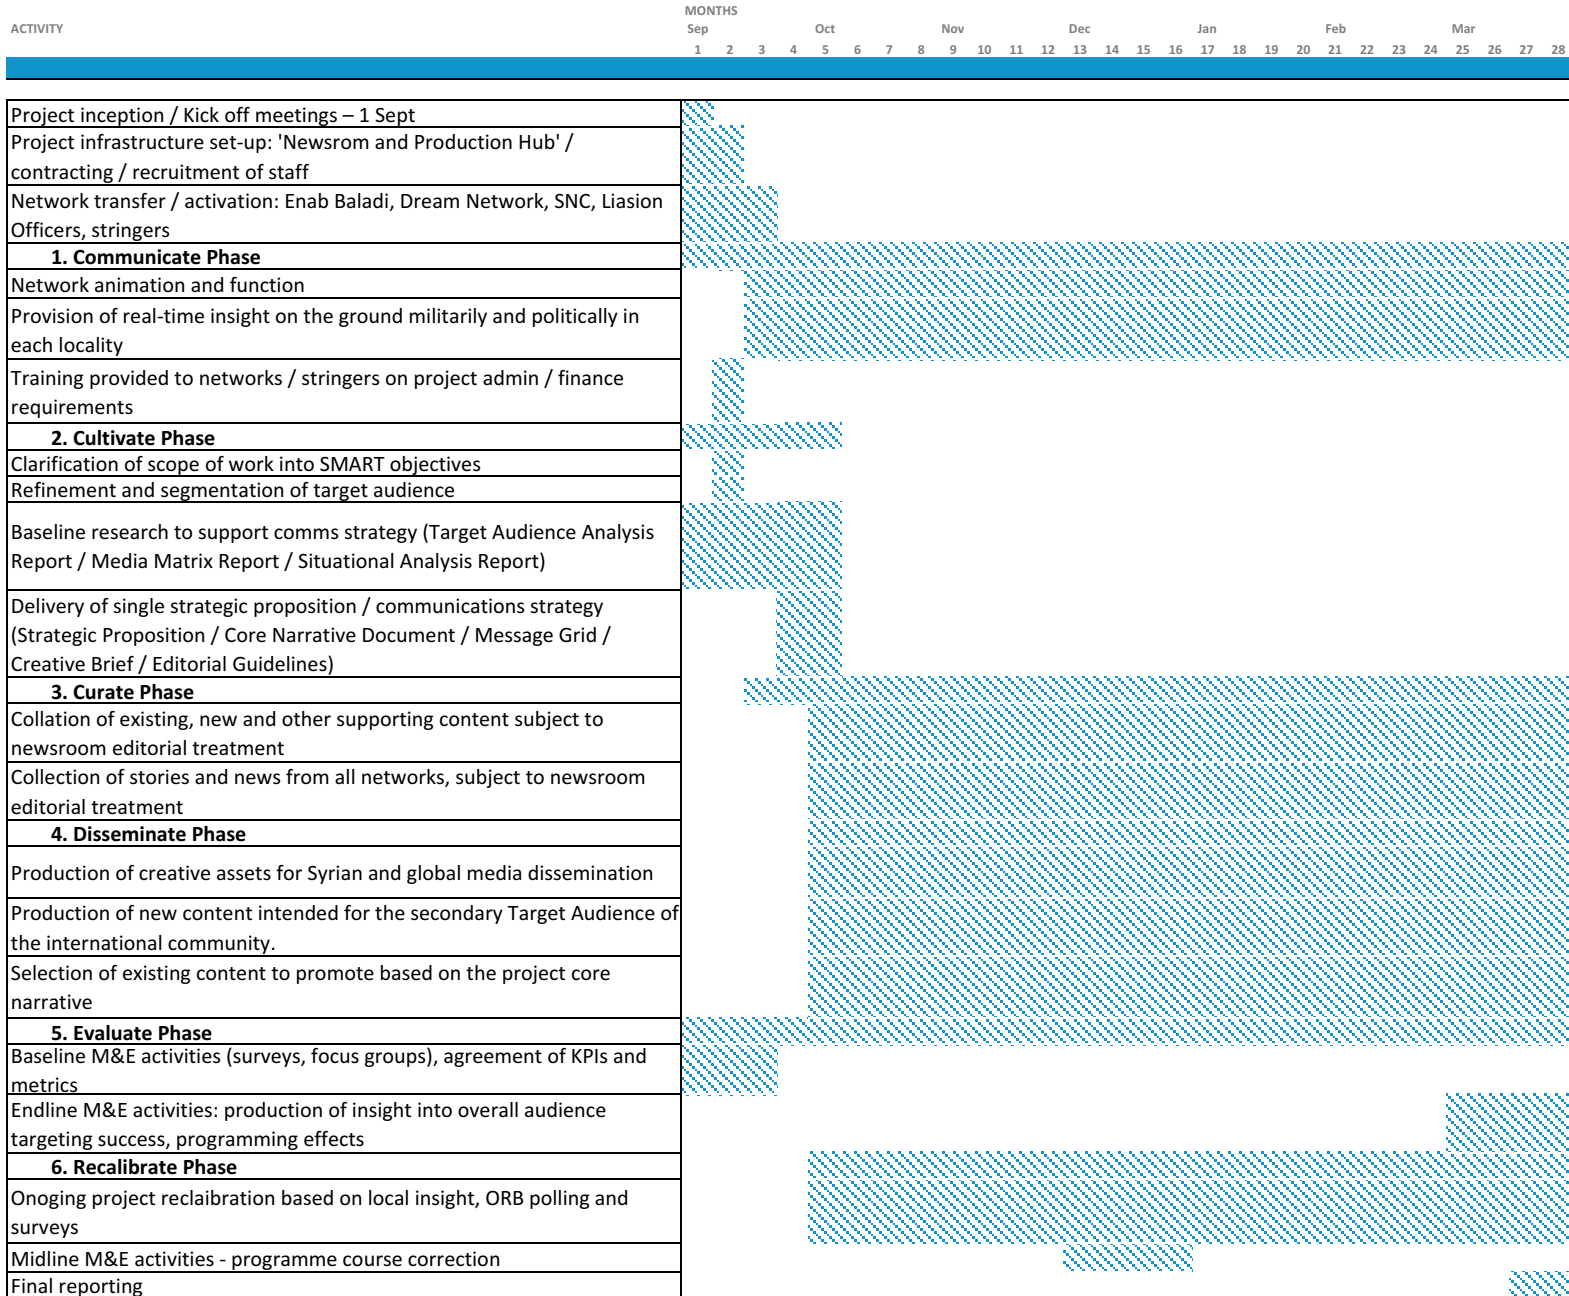 MONTHS
ACTIVITY Sep Oct Nov Dec Jan Feb Mar
1 2 3 4 5 6 7 8 9 10 11 12 13 14 15 16 17 18 19 20 21 22 23 24 25 26 27 28
Project inception / Kick off meetings – 1 Sept
Project infrastructure set-up: 'Newsrom and Production Hub' /
contracting / recruitment of staff
Network transfer / activation: Enab Baladi, Dream Network, SNC, Liasion
Officers, stringers
1. Communicate Phase
Network animation and function
Provision of real-time insight on the ground militarily and politically in
each locality
Training provided to networks / stringers on project admin / finance
requirements
2. Cultivate Phase
Clarification of scope of work into SMART objectives
Refinement and segmentation of target audience
Baseline research to support comms strategy (Target Audience Analysis
Report / Media Matrix Report / Situational Analysis Report)
Delivery of single strategic proposition / communications strategy
(Strategic Proposition / Core Narrative Document / Message Grid /
Creative Brief / Editorial Guidelines)
3. Curate Phase
Collation of existing, new and other supporting content subject to
newsroom editorial treatment
Collection of stories and news from all networks, subject to newsroom
editorial treatment
4. Disseminate Phase
Production of creative assets for Syrian and global media dissemination
Production of new content intended for the secondary Target Audience of
the international community.
Selection of existing content to promote based on the project core
narrative
5. Evaluate Phase
Baseline M&E activities (surveys, focus groups), agreement of KPIs and
metrics
Endline M&E activities: production of insight into overall audience
targeting success, programming effects
6. Recalibrate Phase
Onoging project reclaibration based on local insight, ORB polling and
surveys
Midline M&E activities - programme course correction
Final reporting